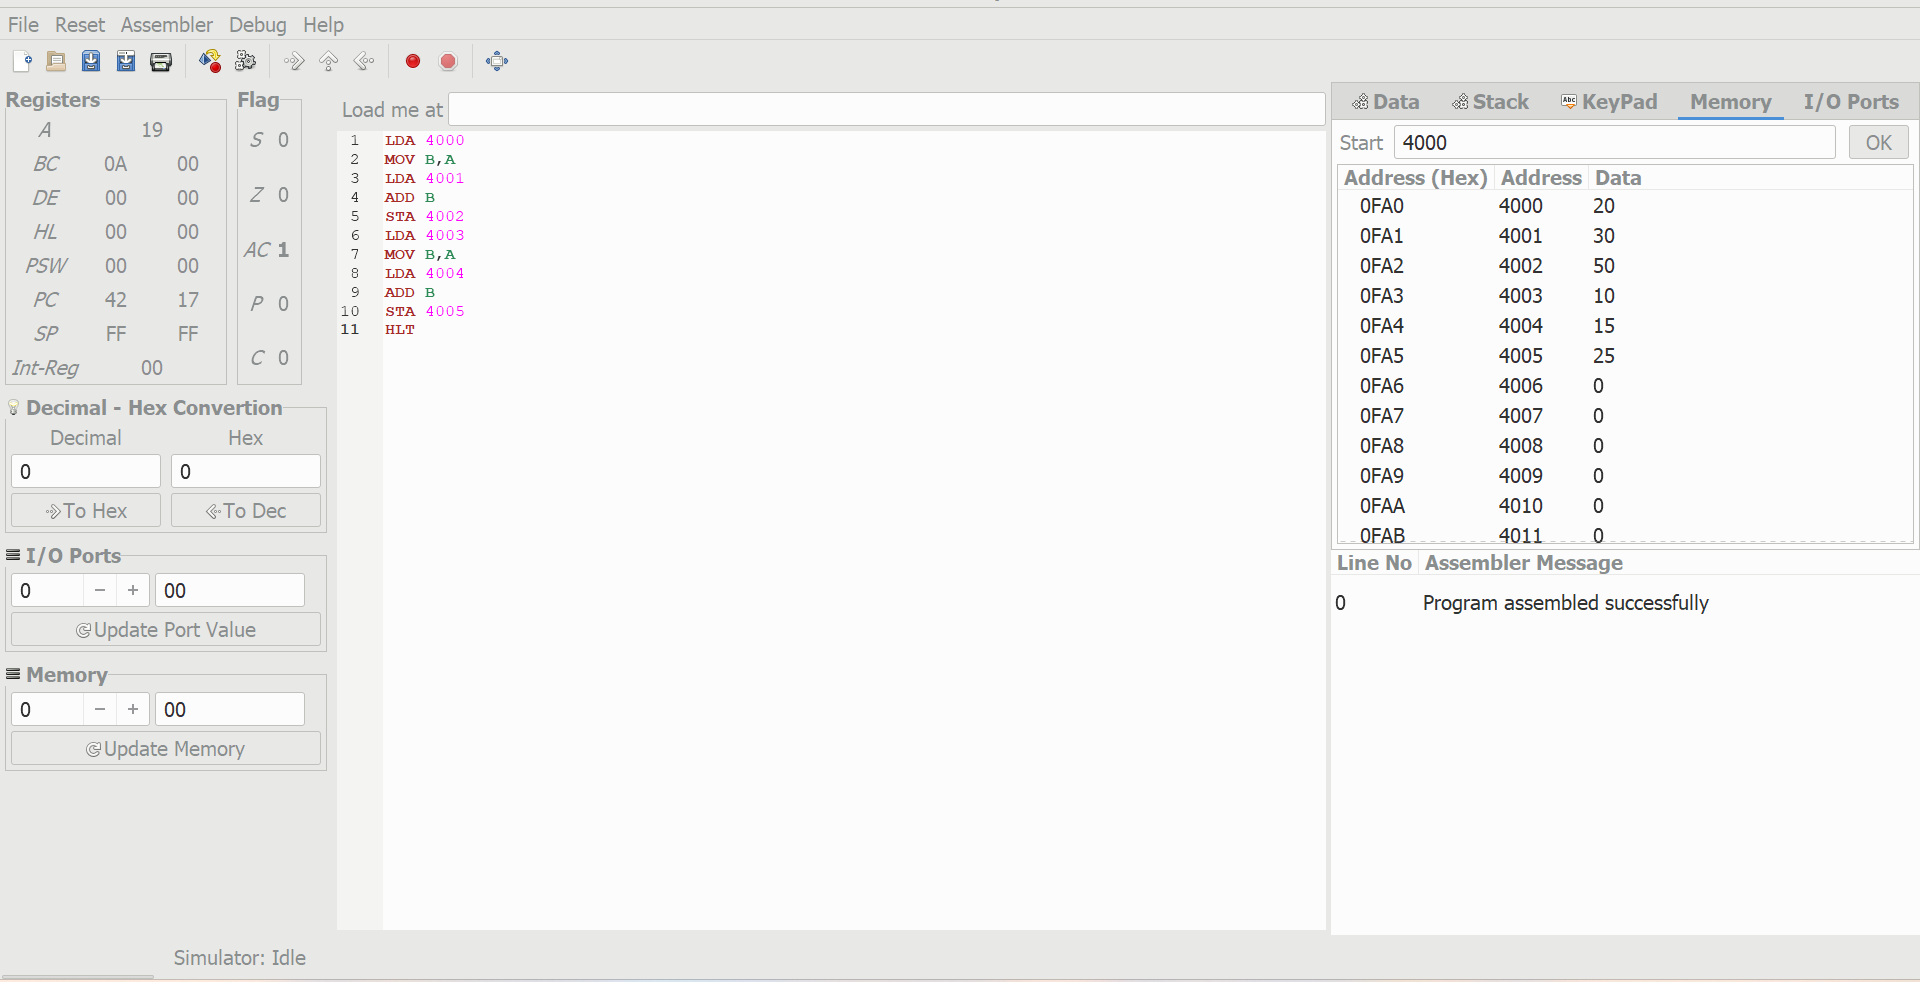 File Reset Assembler Debug Help
Registers
A 19
BC 0A 00
DE 00 00
HL 00 00
PSW 00 00
PC 42 17
SP FF FF
Int-Reg 00
Flag
S 0
Z 0
AC 1
P 0
C 0
Decimal - Hex Convertion
Decimal Hex
0 0
To Hex To Dec
I/O Ports
0 − + 00
Update Port Value
Memory
0 − + 00
Update Memory
Load me at
1 LDA 4000
2 MOV B,A
3 LDA 4001
4 ADD B
5 STA 4002
6 LDA 4003
7 MOV B,A
8 LDA 4004
9 ADD B
10 STA 4005
11 HLT
Data Stack Abc KeyPad Memory I/O Ports
Start 4000 OK
Address (Hex) Address Data
0FA0 4000 20
0FA1 4001 30
0FA2 4002 50
0FA3 4003 10
0FA4 4004 15
0FA5 4005 25
0FA6 4006 0
0FA7 4007 0
0FA8 4008 0
0FA9 4009 0
0FAA 4010 0
0FAB 4011 0
Line No Assembler Message
0 Program assembled successfully
Simulator: Idle